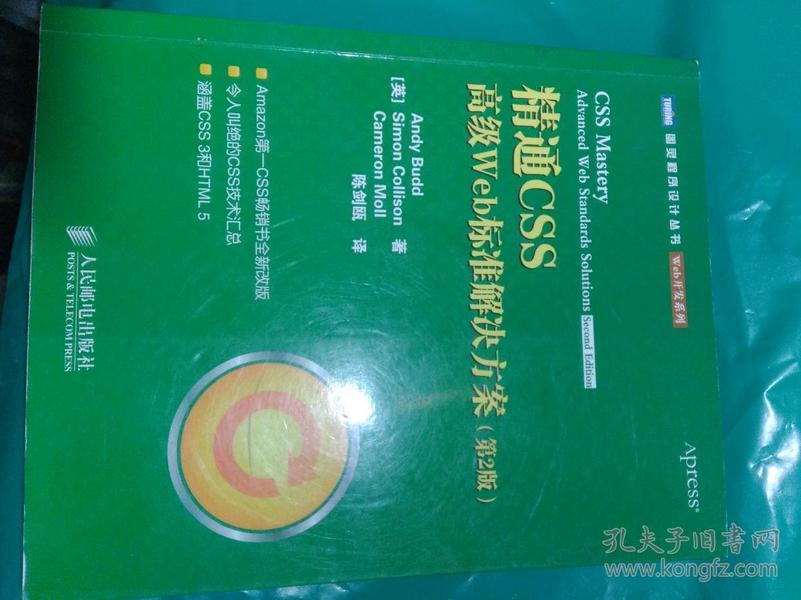 TURING 图灵程序设计丛书 Web开发系列
Apress®
CSS Mastery
Advanced Web Standards Solutions Second Edition
精通CSS
高级Web标准解决方案（第2版）
Andy Budd
[英] Simon Collison 著
Cameron Moll
陈剑瓯 译
Amazon第一CSS畅销书全新改版
令人叫绝的CSS技术汇总
涵盖CSS 3和HTML 5
人民邮电出版社
POSTS & TELECOM PRESS
孔夫子旧书网
www.kongfz.com